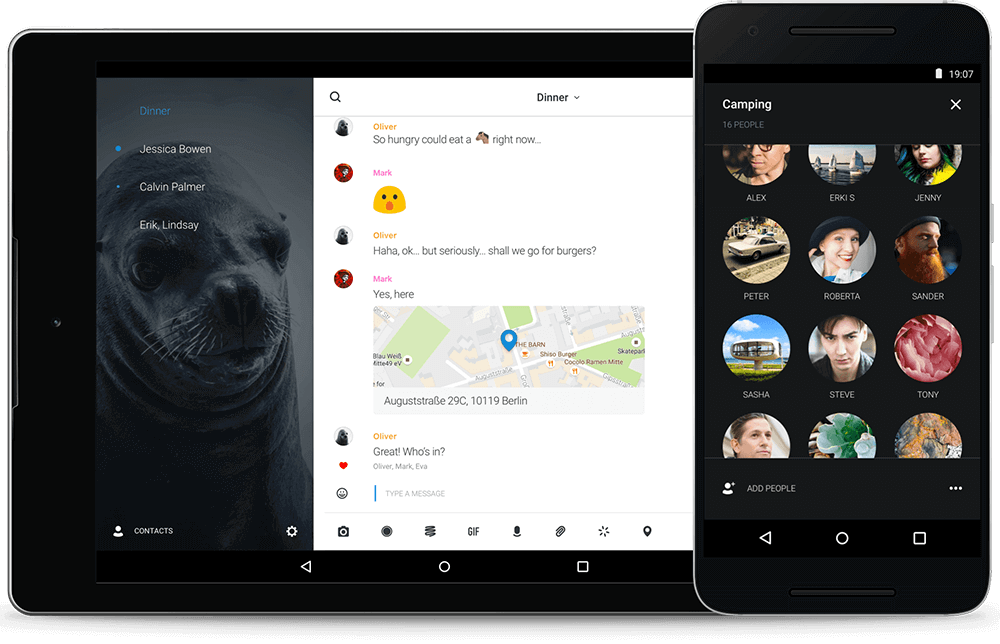 Dinner
Jessica Bowen
Calvin Palmer
Erik, Lindsay
CONTACTS
Dinner
Oliver
So hungry could eat a 🐴 right now...
Mark
😮
Oliver
Haha, ok... but seriously... shall we go for burgers?
Mark
Yes, here
THE BARN
Blau Weiß
Mitte49 eV
Shiso Burger
Cocolo Ramen Mitte
Skatepark
Auguststraße
e for
Auguststraße 29C, 10119 Berlin
Oliver
Great! Who's in?
Oliver, Mark, Eva
TYPE A MESSAGE
GIF
19:07
Camping
16 PEOPLE
ALEX
ERKI S
JENNY
PETER
ROBERTA
SANDER
SASHA
STEVE
TONY
ADD PEOPLE